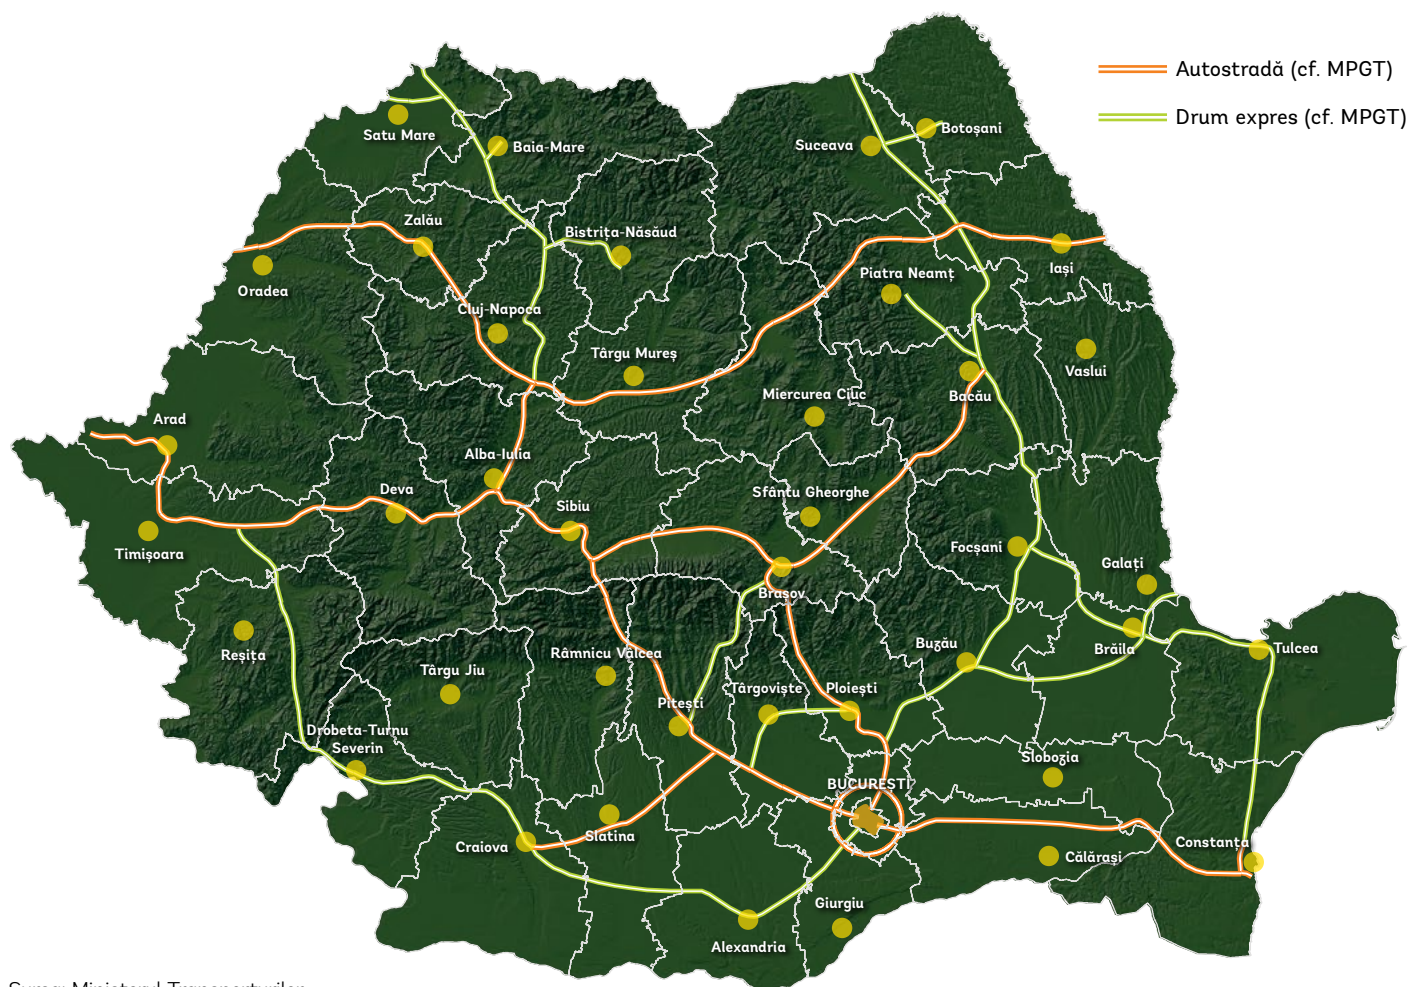 Autostradă (cf. MPGT)
Drum expres (cf. MPGT)
Satu Mare
Baia-Mare
Suceava
Botoșani
Zalău
Bistrița-Năsăud
Oradea
Piatra Neamț
Iași
Cluj-Napoca
Târgu Mureș
Miercurea Ciuc
Bacău
Vaslui
Arad
Alba-Iulia
Deva
Sibiu
Sfântu Gheorghe
Timișoara
Focșani
Galați
Brașov
Reșița
Târgu Jiu
Râmnicu Vâlcea
Buzău
Brăila
Tulcea
Pitești
Târgoviște
Ploiești
Drobeta-Turnu
Severin
Slobozia
BUCUREȘTI
Craiova
Slatina
Călărași
Constanța
Giurgiu
Alexandria